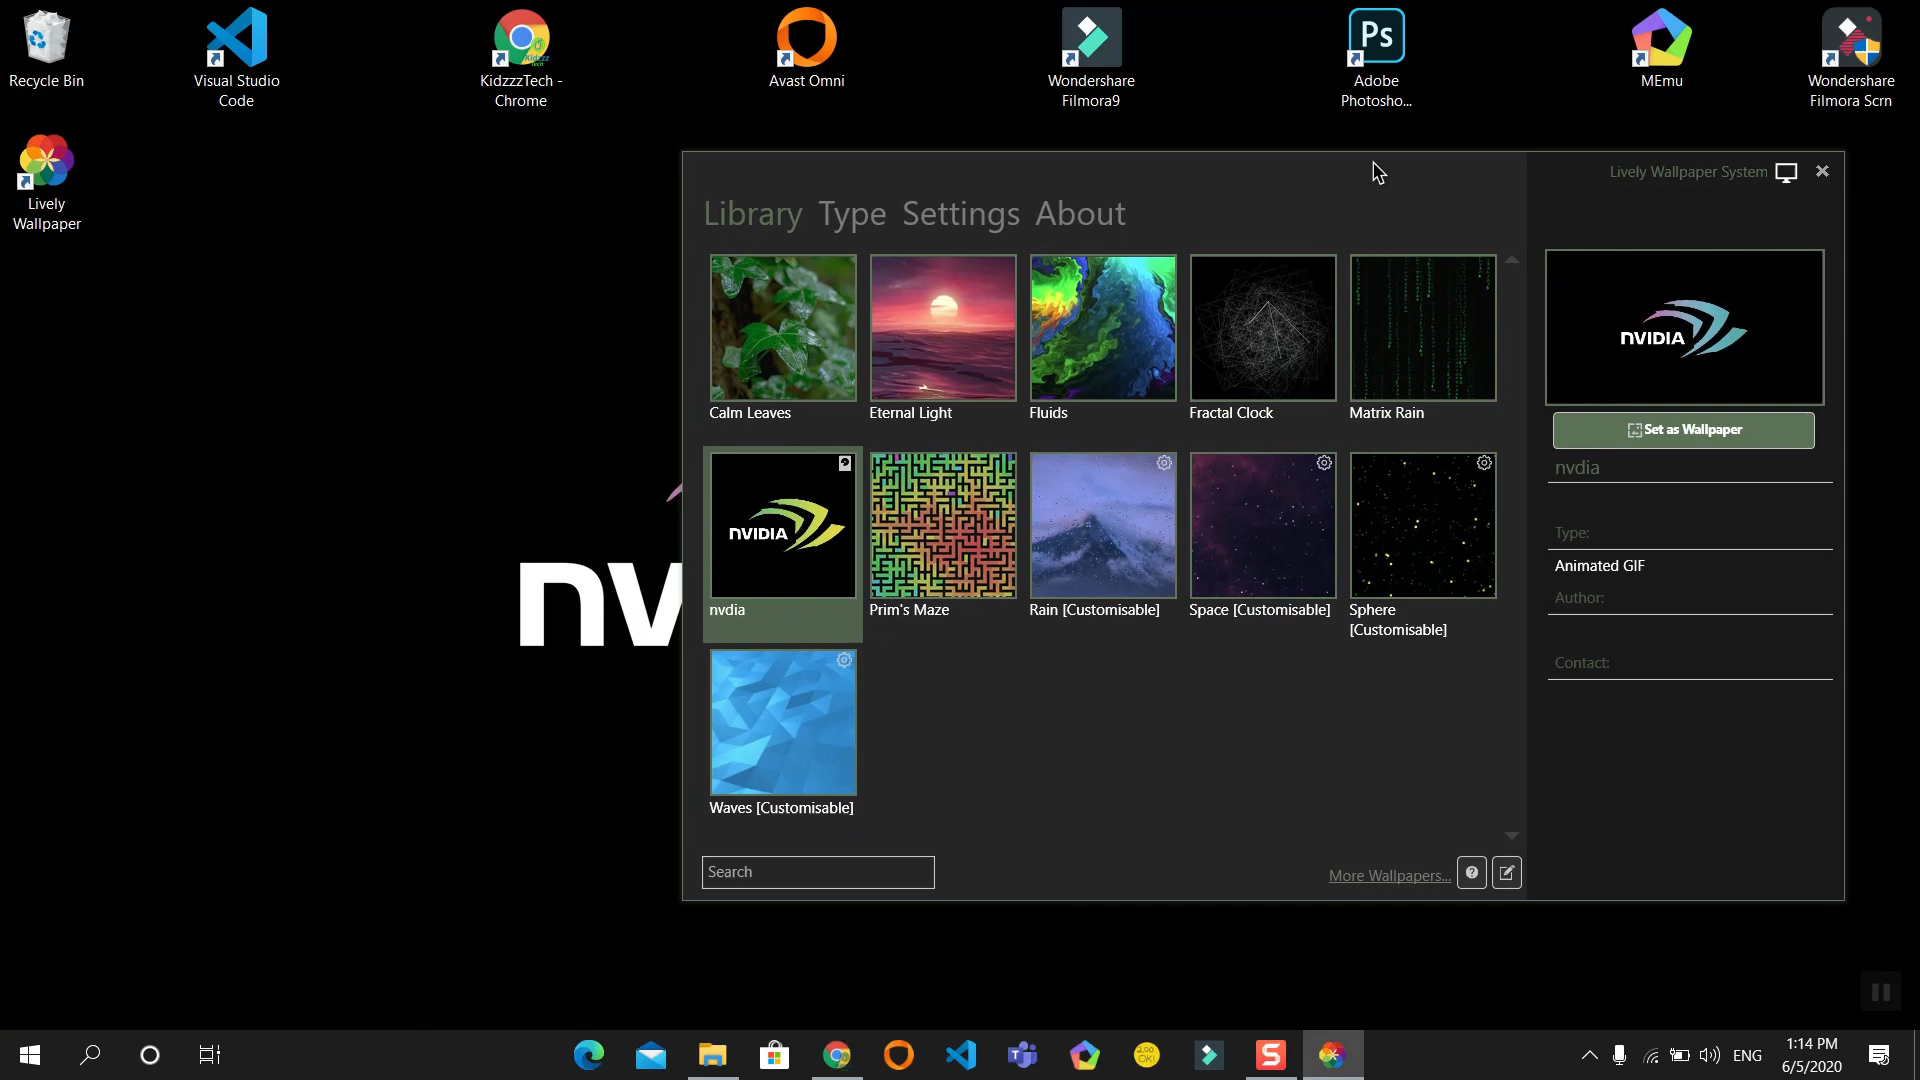 Recycle Bin
Visual Studio
Code
KidzzzTech -
Chrome
Avast Omni
Wondershare
Filmora9
Ps
Adobe
Photosho...
MEmu
Wondershare
Filmora Scrn
Lively
Wallpaper
Lively Wallpaper System
Library Type Settings About
Calm Leaves
Eternal Light
Fluids
Fractal Clock
Matrix Rain
NVIDIA
Set as Wallpaper
nvdia
Type:
Animated GIF
Author:
Contact:
NVIDIA
nvdia
Prim's Maze
Rain [Customisable]
Space [Customisable]
Sphere
[Customisable]
Waves [Customisable]
Search
More Wallpapers...
ENG
1:14 PM
6/5/2020